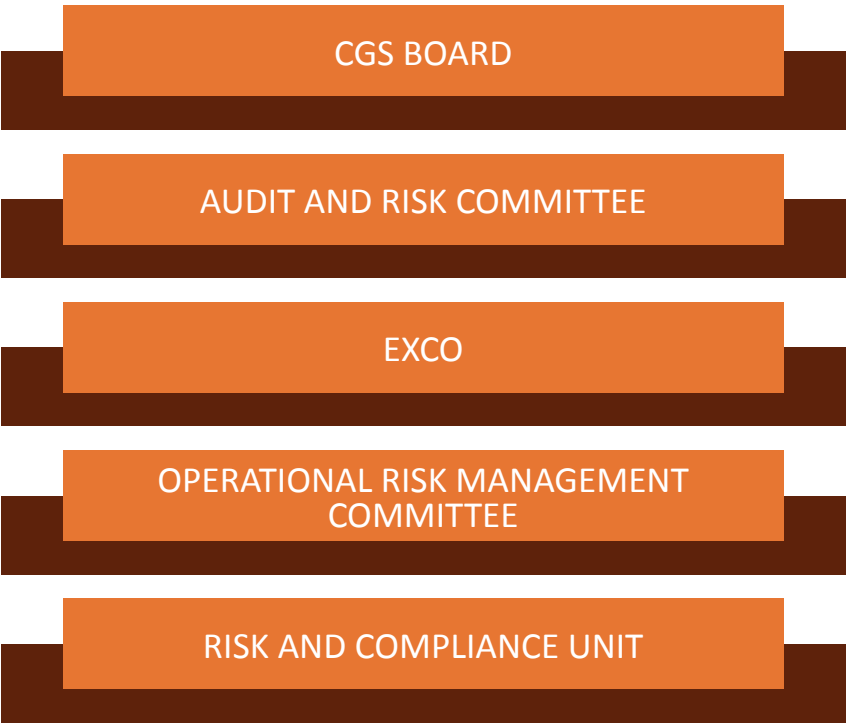 CGS BOARD
AUDIT AND RISK COMMITTEE
EXCO
OPERATIONAL RISK MANAGEMENT
COMMITTEE
RISK AND COMPLIANCE UNIT